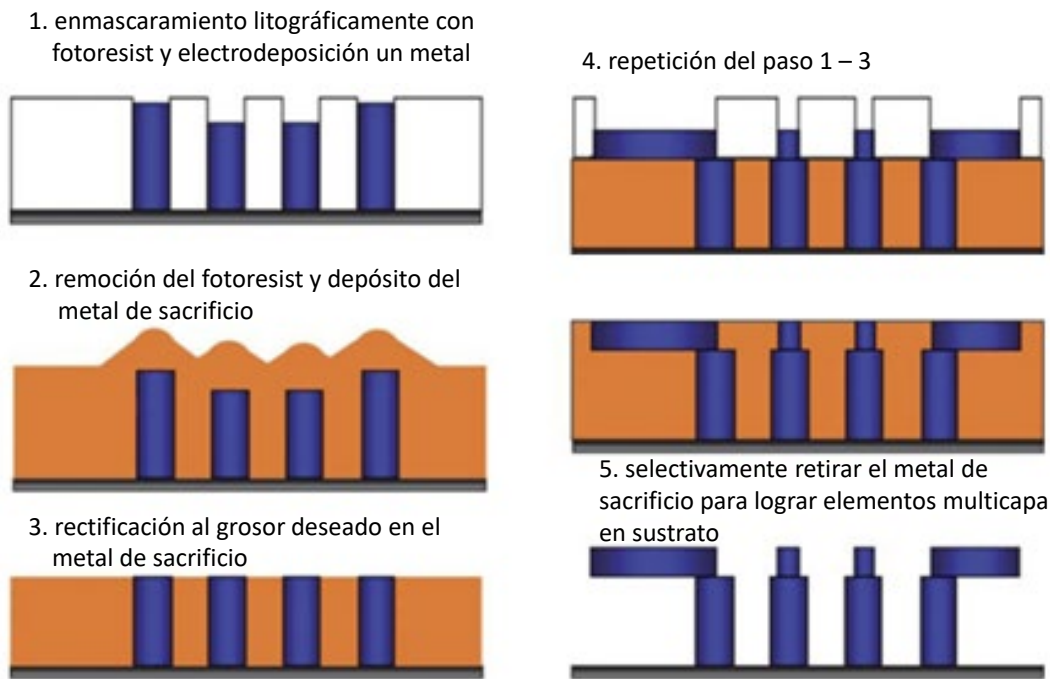 1. enmascaramiento litográficamente con
fotoresist y electrodeposición un metal
2. remoción del fotoresist y depósito del
metal de sacrificio
3. rectificación al grosor deseado en el
metal de sacrificio
4. repetición del paso 1 – 3
5. selectivamente retirar el metal de
sacrificio para lograr elementos multicapa
en sustrato